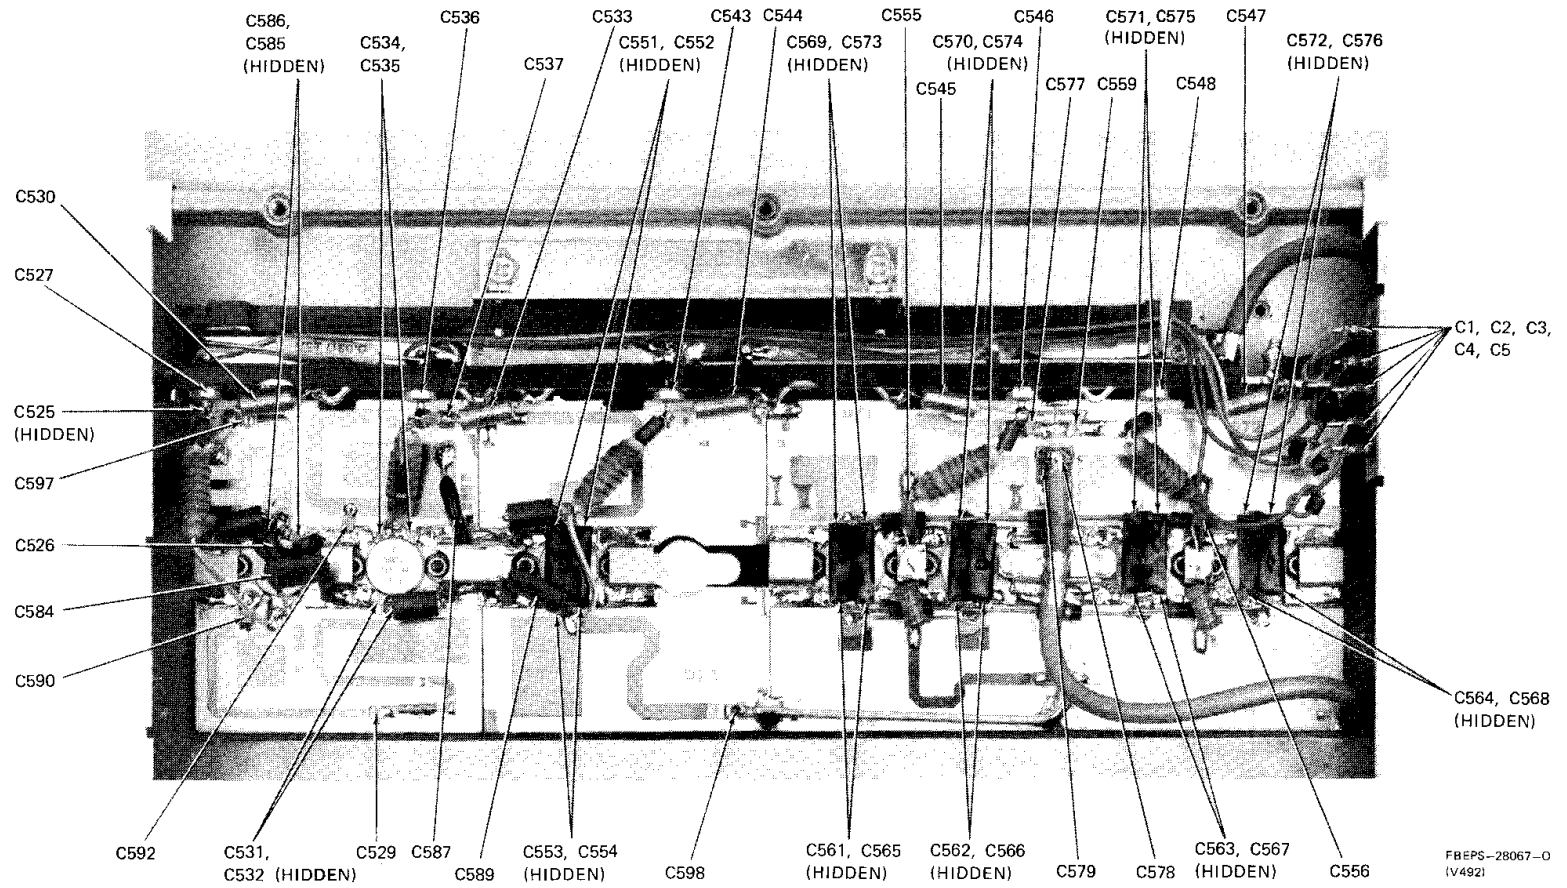 C586,
C585
(HIDDEN)
C534,
C535
C536
C537
C533
C551, C552
(HIDDEN)
C543
C544
C569, C573
(HIDDEN)
C555
C545
C570, C574
(HIDDEN)
C546
C577
C559
C571, C575
(HIDDEN)
C548
C547
C572, C576
(HIDDEN)
C530
C527
C525
(HIDDEN)
C597
C526
C584
C590
C1, C2, C3,
C4, C5
C564, C568
(HIDDEN)
C592
C531,
C532 (HIDDEN)
C529
C587
C589
C553, C554
(HIDDEN)
C598
C561, C565
(HIDDEN)
C562, C566
(HIDDEN)
C579
C578
C563, C567
(HIDDEN)
C556
FBEPS-28067-O
(V492)